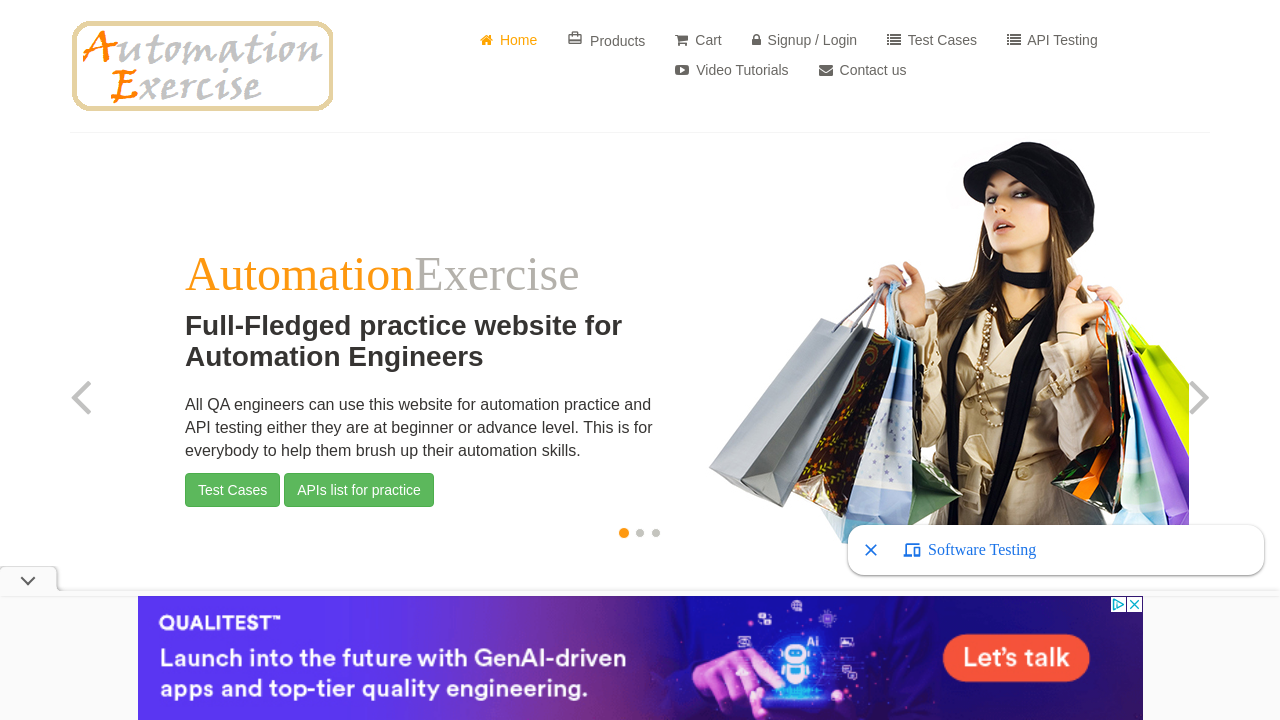 Automation
Exercise
Home Products Cart Signup / Login Test Cases API Testing
Video Tutorials Contact us
AutomationExercise
Full-Fledged practice website for
Automation Engineers
All QA engineers can use this website for automation practice and
API testing either they are at beginner or advance level. This is for
everybody to help them brush up their automation skills.
Test Cases APIs list for practice
Software Testing
QUALITEST™
Launch into the future with GenAI-driven
apps and top-tier quality engineering.
Ai
Let's talk